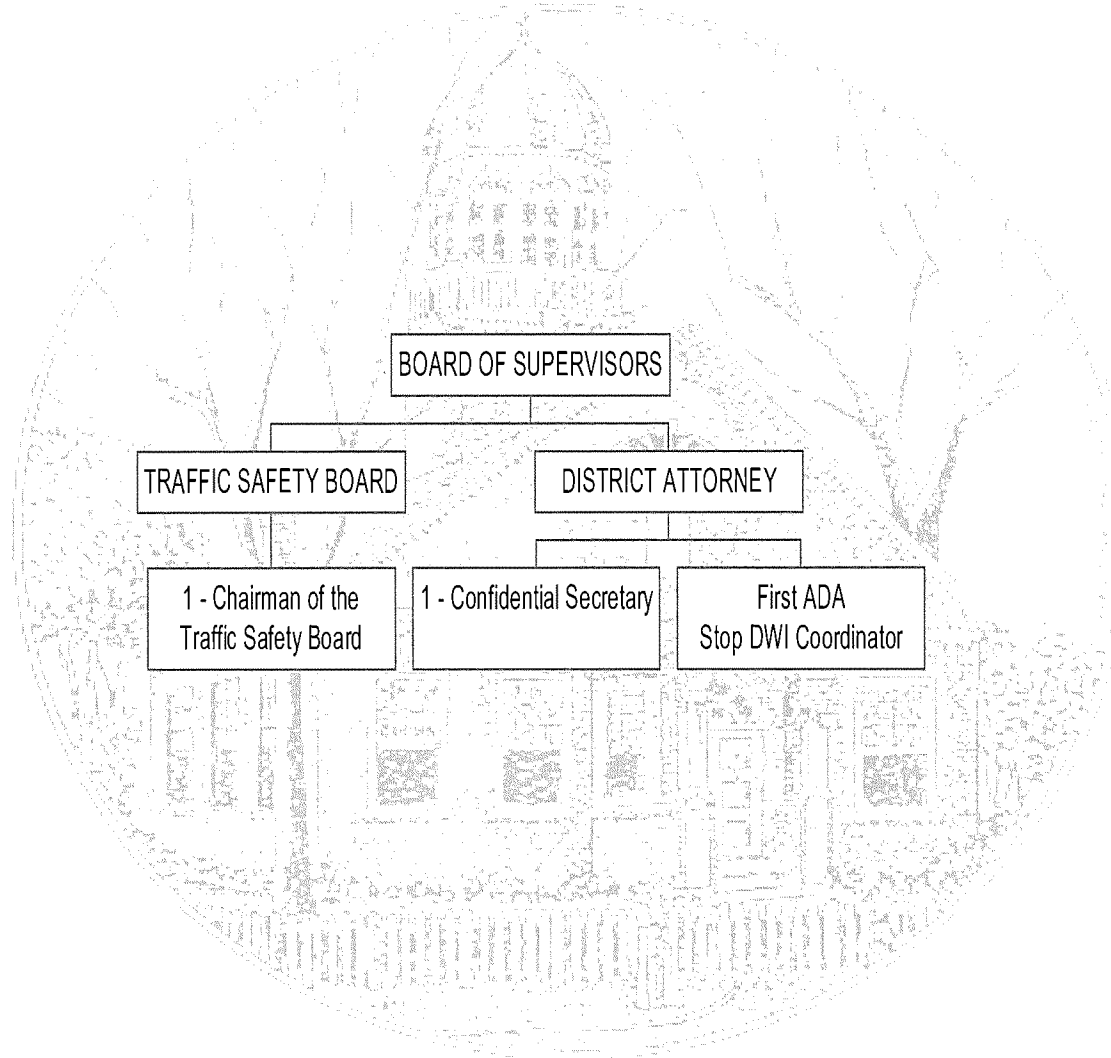 BOARD OF SUPERVISORS
TRAFFIC SAFETY BOARD
DISTRICT ATTORNEY
1 - Chairman of the
Traffic Safety Board
1 - Confidential Secretary
First ADA
Stop DWI Coordinator